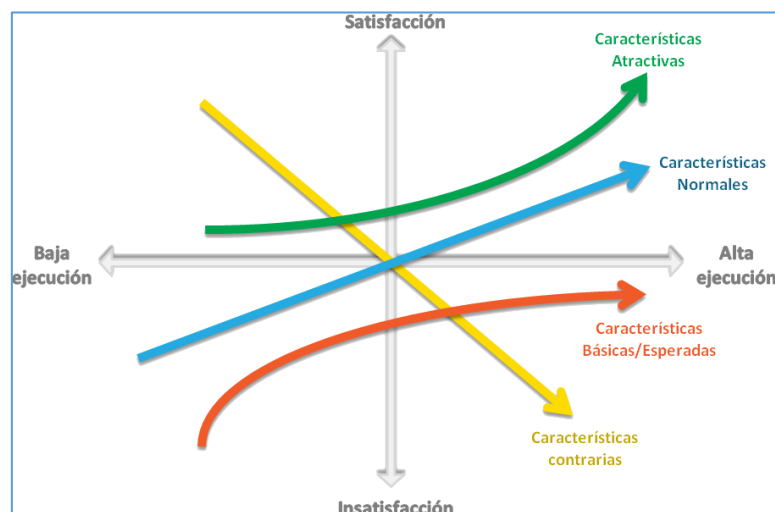 Satisfacción
Características
Atractivas
Características
Normales
Baja
ejecución
Alta
ejecución
Características
Básicas/Esperadas
Características
contrarias
Insatisfacción